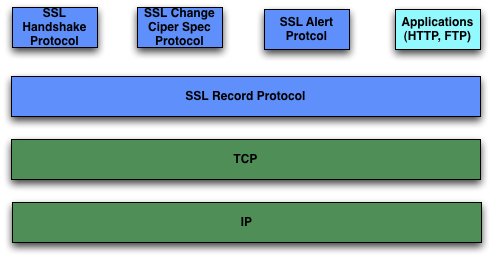 SSL
Handshake
Protocol
SSL Change
Ciper Spec
Protocol
SSL Alert
Protcol
Applications
(HTTP, FTP)
SSL Record Protocol
TCP
IP